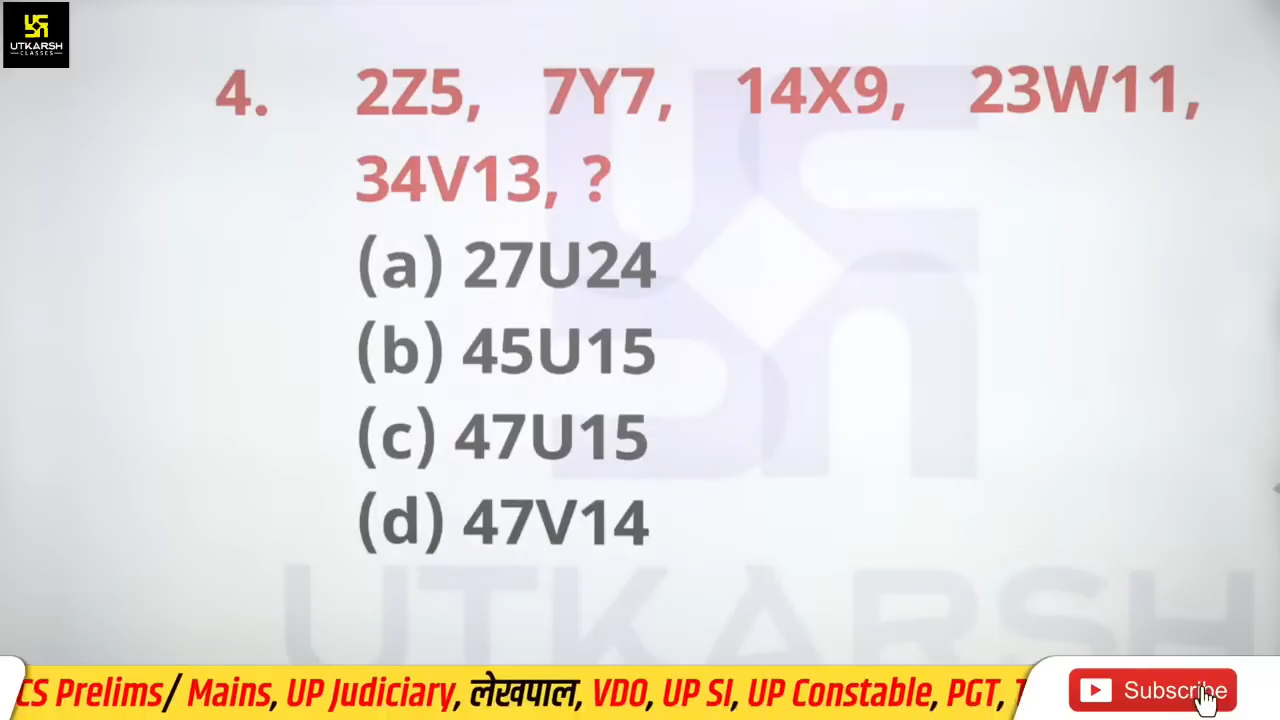 UTKARSH
CLASSES
4. 2Z5, 7Y7, 14X9, 23W11,
34V13, ?
(a) 27U24
(b) 45U15
(c) 47U15
(d) 47V14
UTKARSH
CS Prelims/ Mains, UP Judiciary, लेखपाल, VDO, UP SI, UP Constable, PGT, T
Subscribe